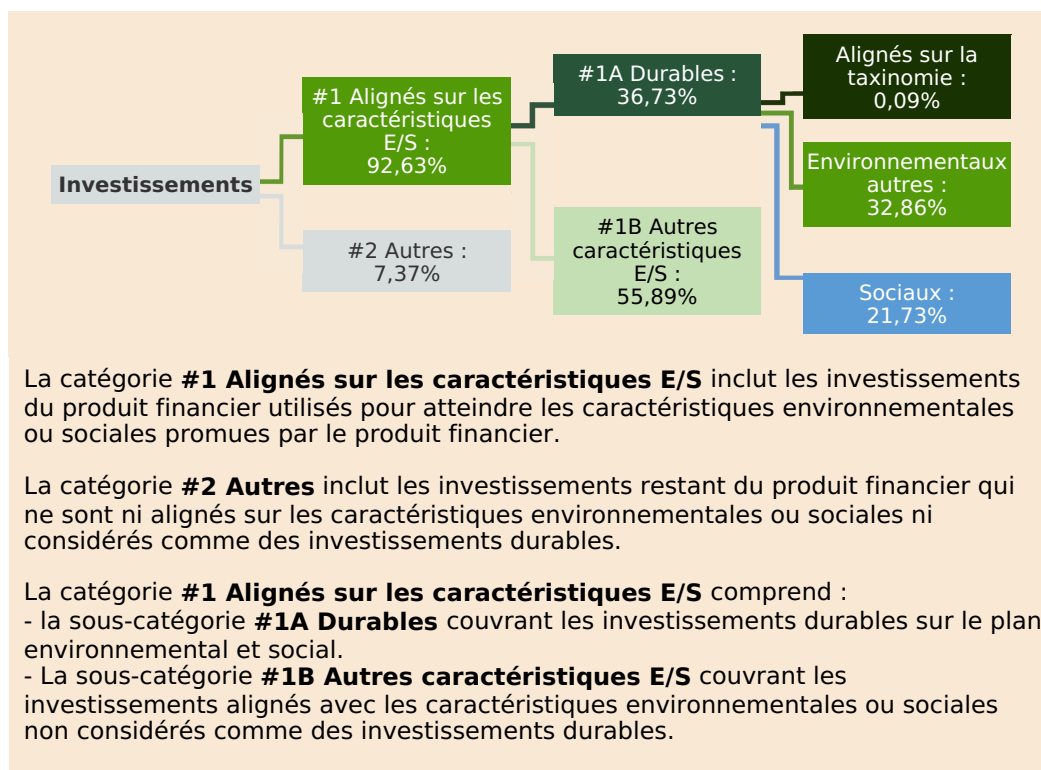 Investissements
#1 Alignés sur les
caractéristiques
E/S :
92,63%
#2 Autres :
7,37%
#1A Durables :
36,73%
#1B Autres
caractéristiques
E/S :
55,89%
Alignés sur la
taxinomie :
0,09%
Environnementaux
autres :
32,86%
Sociaux :
21,73%
La catégorie #1 Alignés sur les caractéristiques E/S inclut les investissements
du produit financier utilisés pour atteindre les caractéristiques environnementales
ou sociales promues par le produit financier.
La catégorie #2 Autres inclut les investissements restant du produit financier qui
ne sont ni alignés sur les caractéristiques environnementales ou sociales ni
considérés comme des investissements durables.
La catégorie #1 Alignés sur les caractéristiques E/S comprend :
- la sous-catégorie #1A Durables couvrant les investissements durables sur le plan
environnemental et social.
- La sous-catégorie #1B Autres caractéristiques E/S couvrant les
investissements alignés avec les caractéristiques environnementales ou sociales
non considérés comme des investissements durables.